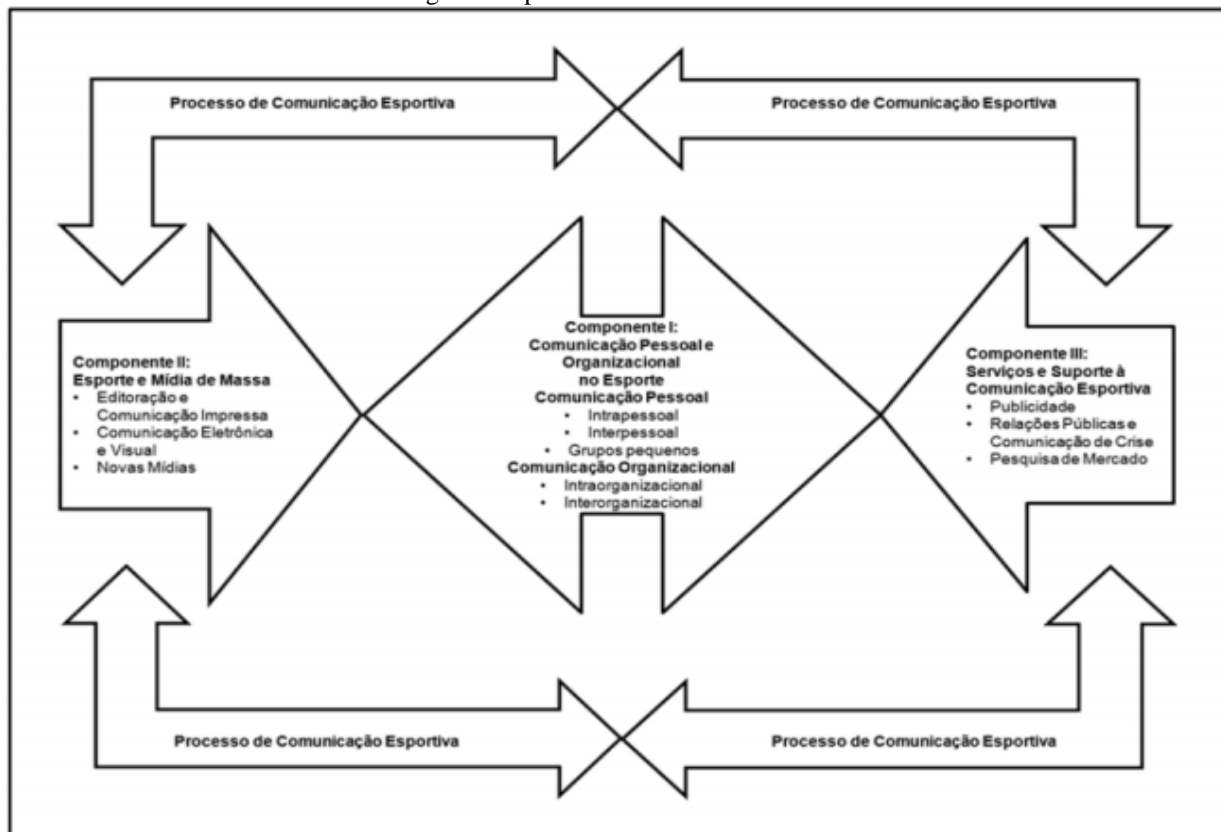 Processo de Comunicação Esportiva
Processo de Comunicação Esportiva
Componente II:
Esporte e Mídia de Massa
• Editoração e
Comunicação Impressa
• Comunicação Eletrônica
e Visual
• Novas Mídias
Componente I:
Comunicação Pessoal e
Organizacional
no Esporte
Comunicação Pessoal
• Intrapessoal
• Interpessoal
• Grupos pequenos
Comunicação Organizacional
• Intraorganizacional
• Interorganizacional
Componente III:
Serviços e Suporte à
Comunicação Esportiva
• Publicidade
• Relações Públicas e
Comunicação de Crise
• Pesquisa de Mercado
Processo de Comunicação Esportiva
Processo de Comunicação Esportiva